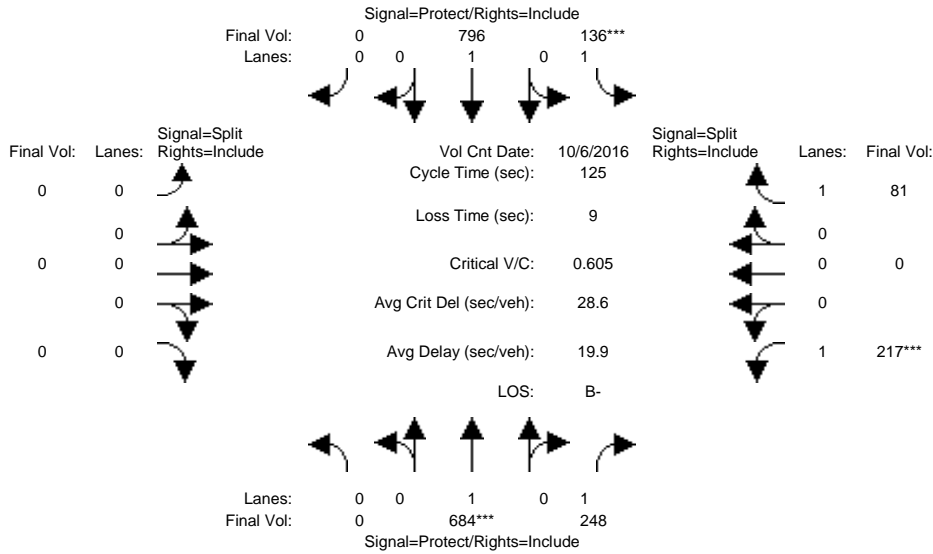 Signal=Protect/Rights=Include
Final Vol: 0 796 136***
Lanes: 0 0 1 0 1
Signal=Split Signal=Split
Final Vol: Lanes: Rights=Include Vol Cnt Date: 10/6/2016 Rights=Include Lanes: Final Vol:
Cycle Time (sec): 125
0 0 1 81
Loss Time (sec): 9
0 0
0 0 Critical V/C: 0.605 0 0
0 Avg Crit Del (sec/veh): 28.6 0
0 0 Avg Delay (sec/veh): 19.9 1 217***
LOS: B-
Lanes: 0 0 1 0 1
Final Vol: 0 684*** 248
Signal=Protect/Rights=Include